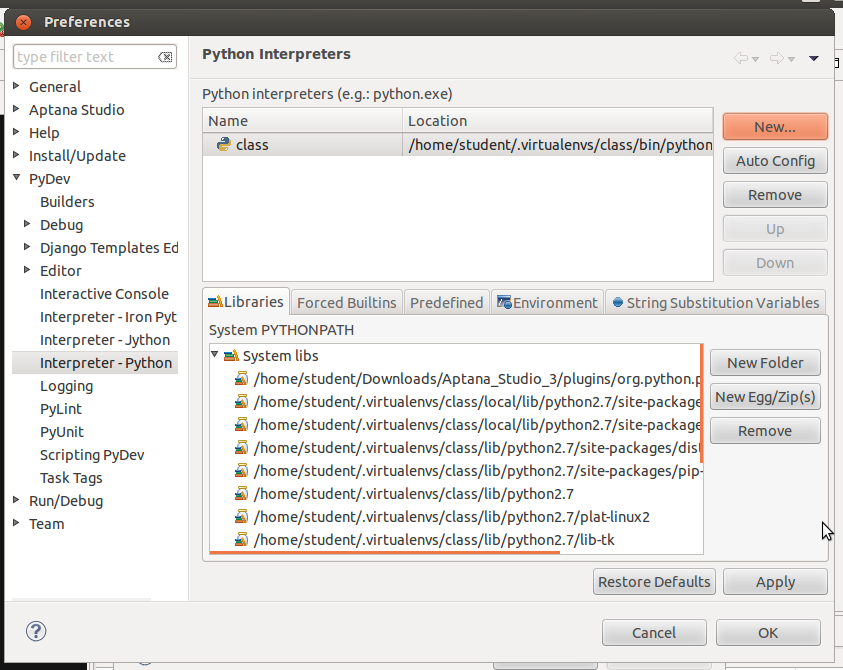 Preferences
type filter text
General
Aptana Studio
Help
Install/Update
PyDev
Builders
Debug
Django Templates Ed
Editor
Interactive Console
Interpreter - Iron Pyt
Interpreter - Jython
Interpreter - Python
Logging
PyLint
PyUnit
Scripting PyDev
Task Tags
Run/Debug
Team
Python Interpreters
Python interpreters (e.g.: python.exe)
Name Location
class /home/student/.virtualenvs/class/bin/python
New...
Auto Config
Remove
Up
Down
Libraries Forced Builtins Predefined Environment String Substitution Variables
System PYTHONPATH
System libs
/home/student/Downloads/Aptana_Studio_3/plugins/org.python.p
/home/student/.virtualenvs/class/local/lib/python2.7/site-package
/home/student/.virtualenvs/class/local/lib/python2.7/site-package
/home/student/.virtualenvs/class/lib/python2.7/site-packages/dist
/home/student/.virtualenvs/class/lib/python2.7/site-packages/pip-
/home/student/.virtualenvs/class/lib/python2.7
/home/student/.virtualenvs/class/lib/python2.7/plat-linux2
/home/student/.virtualenvs/class/lib/python2.7/lib-tk
New Folder
New Egg/Zip(s)
Remove
Restore Defaults Apply
? Cancel OK